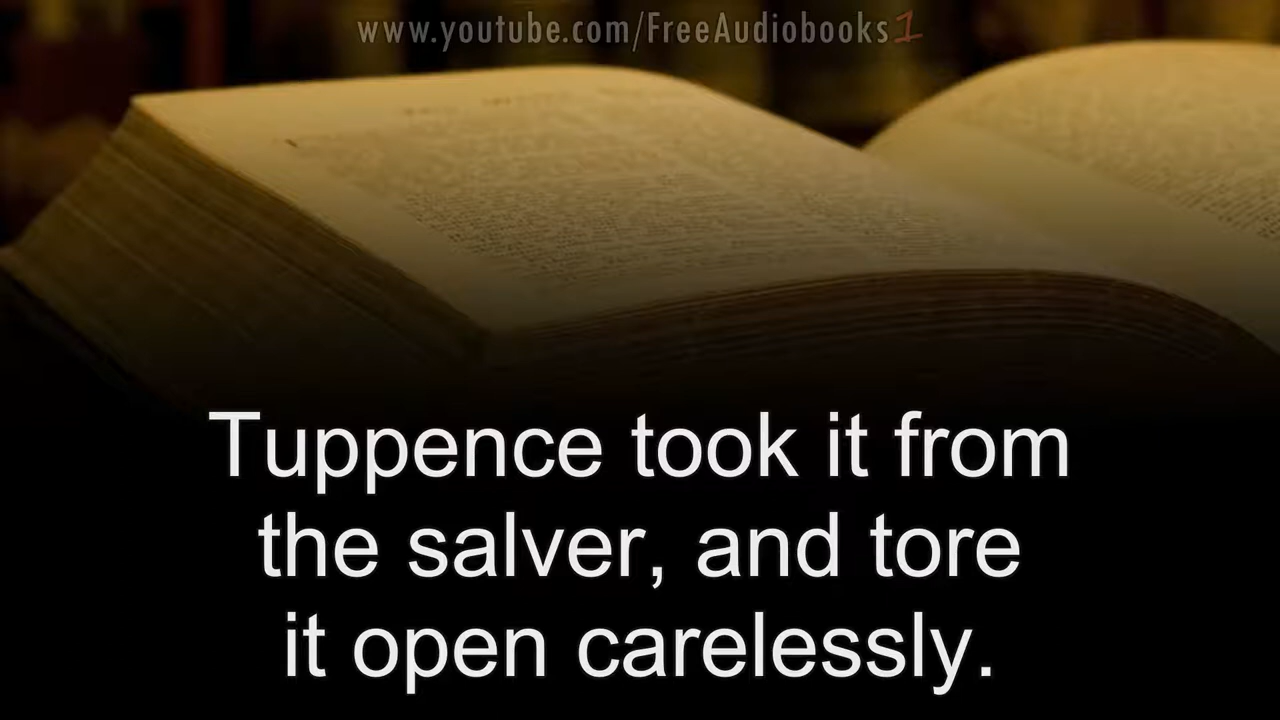 www.youtube.com/FreeAudiobooks1
Tuppence took it from
the salver, and tore
it open carelessly.